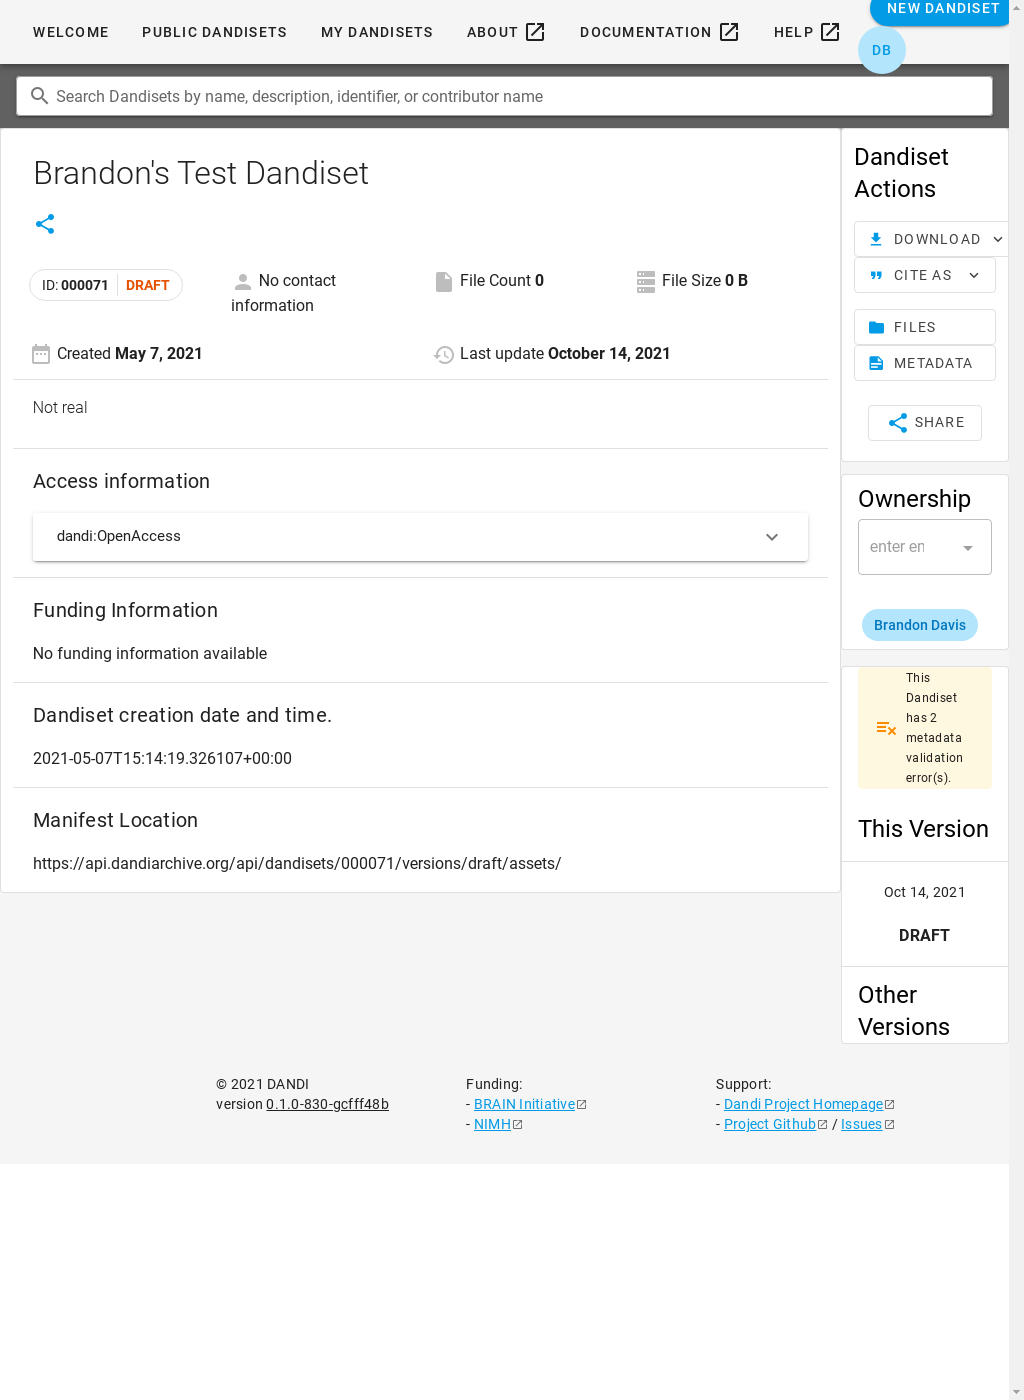 WELCOME PUBLIC DANDISETS MY DANDISETS ABOUT DOCUMENTATION HELP NEW DANDISET
DB
Search Dandisets by name, description, identifier, or contributor name
Brandon's Test Dandiset
ID: 000071 DRAFT
No contact
information
File Count 0
File Size 0 B
Created May 7, 2021
Last update October 14, 2021
Not real
Access information
dandi:OpenAccess
Funding Information
No funding information available
Dandiset creation date and time.
2021-05-07T15:14:19.326107+00:00
Manifest Location
https://api.dandiarchive.org/api/dandisets/000071/versions/draft/assets/
Dandiset
Actions
DOWNLOAD
CITE AS
FILES
METADATA
SHARE
Ownership
enter en
Brandon Davis
This
Dandiset
has 2
metadata
validation
error(s).
This Version
Oct 14, 2021
DRAFT
Other
Versions
© 2021 DANDI
version 0.1.0-830-gcfff48b
Funding:
- BRAIN Initiative
- NIMH
Support:
- Dandi Project Homepage
- Project Github / Issues